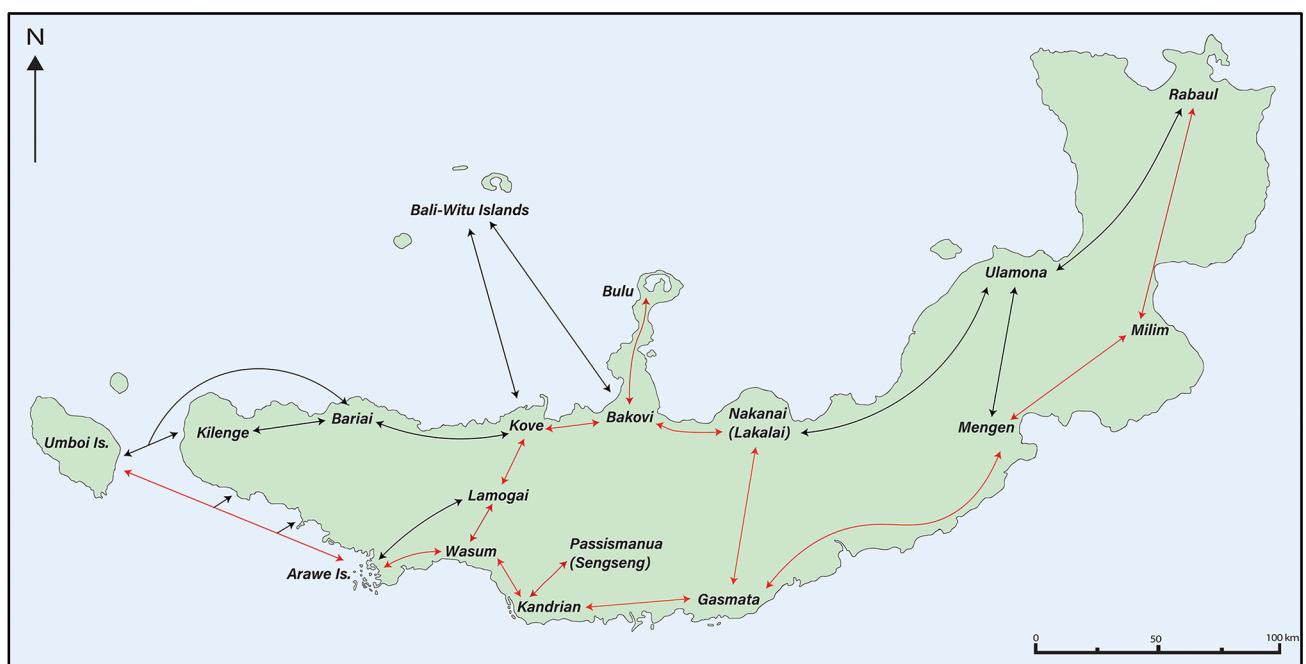 N
Rabaul
Bali-Witu Islands
Ulamona
Bulu
Milim
Bariai
Kove
Bakovi
Nakanai
(Lakalai)
Kilenge
Umboi Is.
Mengen
Lamogai
Wasum
Passismanua
(Sengseng)
Arawe Is.
Kandrian
Gasmata
0 50 100 km